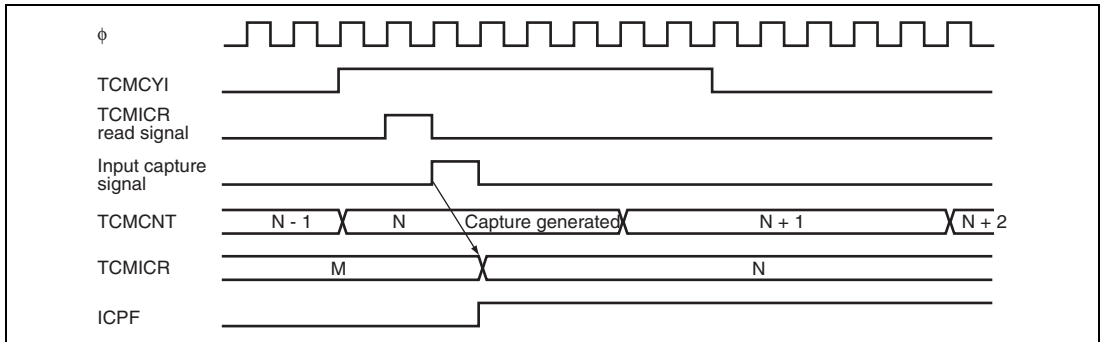 φ
TCMCYI
TCMICR
read signal
Input capture
signal
TCMCNT N - 1 N Capture generated N + 1 N + 2
TCMICR M N
ICPF